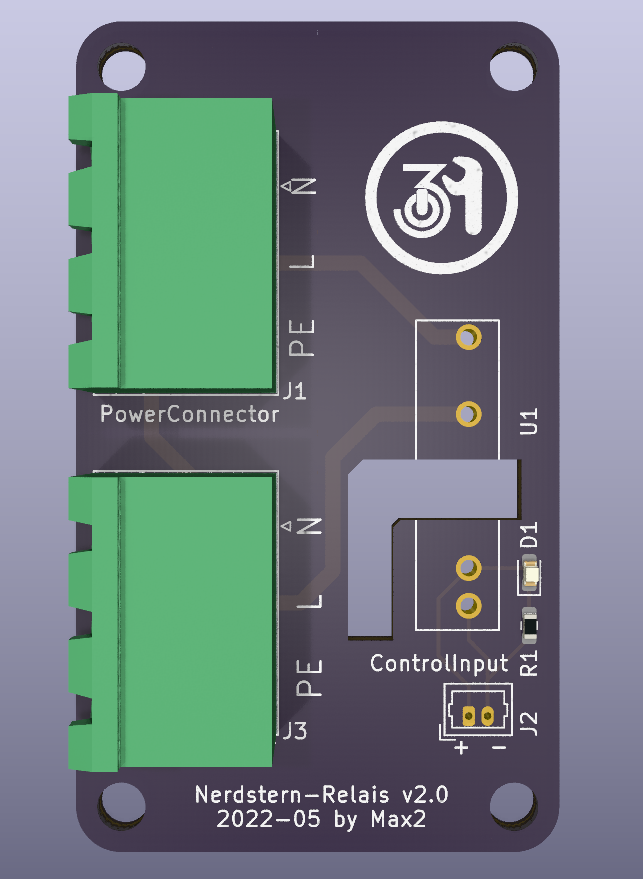 N
L
PE
J1
PowerConnector
U1
N
L
D1
PE
ControlInput
R1
J3
J2
+ −
Nerdstern−Relais v2.0
2022−05 by Max2